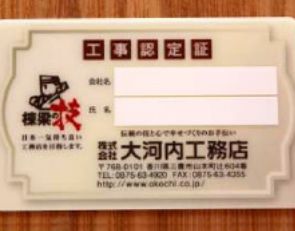 工事認定証
会社名
氏名
棟梁の技
日本一気持ち良い
工務店を目指します。
伝統の技と心で幸せづくりのお手伝い
株式会社 大河内工務店
〒768-0101 香川県三豊市山本町辻604番
TEL:0875-63-4920 FAX:0875-63-4355
http://www.okochi.co.jp/